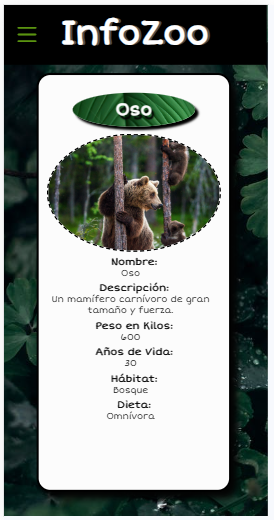 InfoZoo
Oso
Nombre:
Oso
Descripción:
Un mamífero carnívoro de gran
tamaño y fuerza.
Peso en Kilos:
600
Años de Vida:
30
Hábitat:
Bosque
Dieta:
Omnívora